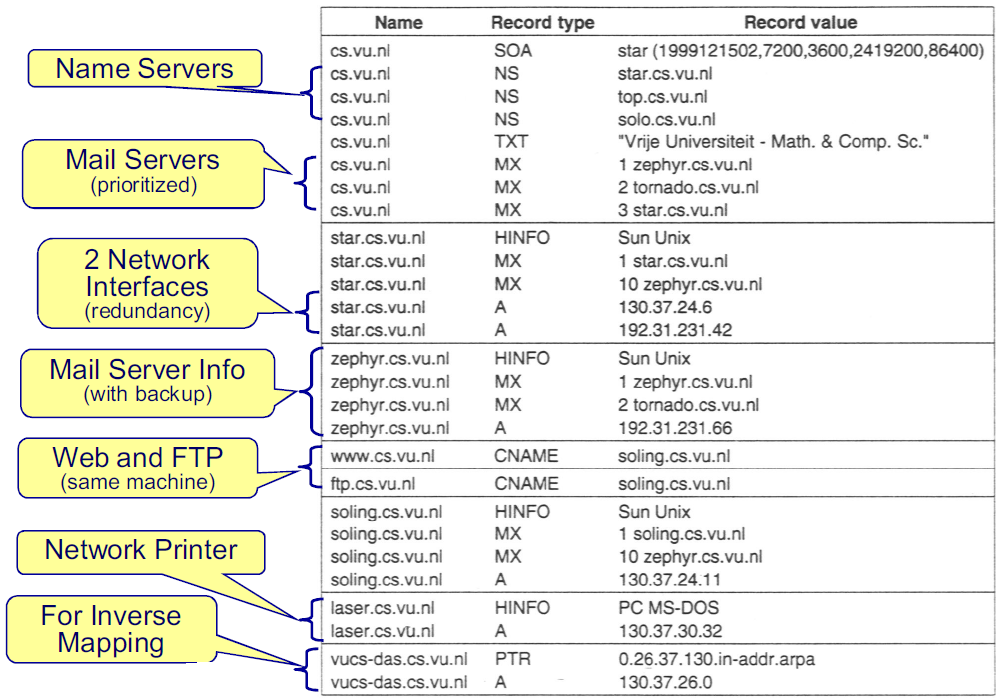 Name Record type Record value
cs.vu.nl SOA star (1999121502,7200,3600,2419200,86400)
Name Servers
cs.vu.nl NS star.cs.vu.nl
cs.vu.nl NS top.cs.vu.nl
cs.vu.nl NS solo.cs.vu.nl
cs.vu.nl TXT "Vrije Universiteit - Math. & Comp. Sc."
Mail Servers
(prioritized)
cs.vu.nl MX 1 zephyr.cs.vu.nl
cs.vu.nl MX 2 tornado.cs.vu.nl
cs.vu.nl MX 3 star.cs.vu.nl
star.cs.vu.nl HINFO Sun Unix
star.cs.vu.nl MX 1 star.cs.vu.nl
star.cs.vu.nl MX 10 zephyr.cs.vu.nl
2 Network
Interfaces
(redundancy)
star.cs.vu.nl A 130.37.24.6
star.cs.vu.nl A 192.31.231.42
Mail Server Info
(with backup)
zephyr.cs.vu.nl HINFO Sun Unix
zephyr.cs.vu.nl MX 1 zephyr.cs.vu.nl
zephyr.cs.vu.nl MX 2 tornado.cs.vu.nl
zephyr.cs.vu.nl A 192.31.231.66
Web and FTP
(same machine)
www.cs.vu.nl CNAME soling.cs.vu.nl
ftp.cs.vu.nl CNAME soling.cs.vu.nl
soling.cs.vu.nl HINFO Sun Unix
soling.cs.vu.nl MX 1 soling.cs.vu.nl
soling.cs.vu.nl MX 10 zephyr.cs.vu.nl
soling.cs.vu.nl A 130.37.24.11
Network Printer
laser.cs.vu.nl HINFO PC MS-DOS
laser.cs.vu.nl A 130.37.30.32
For Inverse
Mapping
vucs-das.cs.vu.nl PTR 0.26.37.130.in-addr.arpa
vucs-das.cs.vu.nl A 130.37.26.0